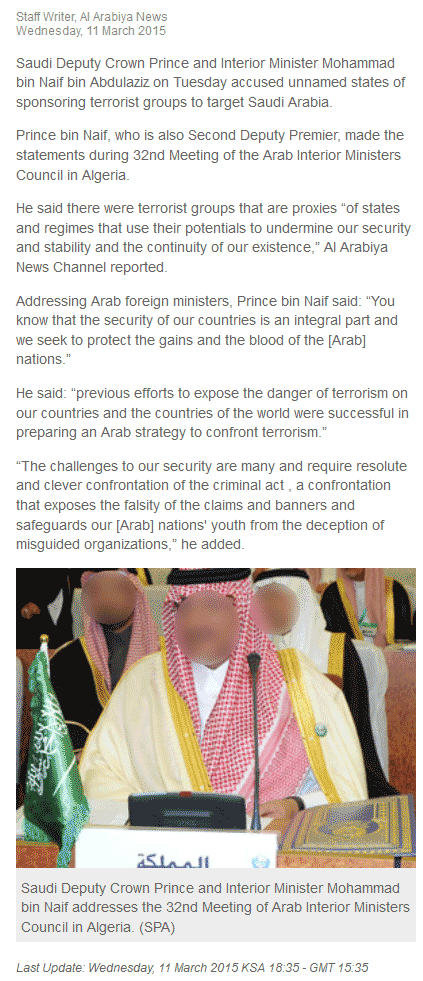 Staff Writer, Al Arabiya News
Wednesday, 11 March 2015
Saudi Deputy Crown Prince and Interior Minister Mohammad
bin Naif bin Abdulaziz on Tuesday accused unnamed states of
sponsoring terrorist groups to target Saudi Arabia.
Prince bin Naif, who is also Second Deputy Premier, made the
statements during 32nd Meeting of the Arab Interior Ministers
Council in Algeria.
He said there were terrorist groups that are proxies “of states
and regimes that use their potentials to undermine our security
and stability and the continuity of our existence,” Al Arabiya
News Channel reported.
Addressing Arab foreign ministers, Prince bin Naif said: “You
know that the security of our countries is an integral part and
we seek to protect the gains and the blood of the [Arab]
nations.”
He said: “previous efforts to expose the danger of terrorism on
our countries and the countries of the world were successful in
preparing an Arab strategy to confront terrorism.”
“The challenges to our security are many and require resolute
and clever confrontation of the criminal act , a confrontation
that exposes the falsity of the claims and banners and
safeguards our [Arab] nations' youth from the deception of
misguided organizations,” he added.
المملكة
Saudi Deputy Crown Prince and Interior Minister Mohammad
bin Naif addresses the 32nd Meeting of Arab Interior Ministers
Council in Algeria. (SPA)
Last Update: Wednesday, 11 March 2015 KSA 18:35 - GMT 15:35